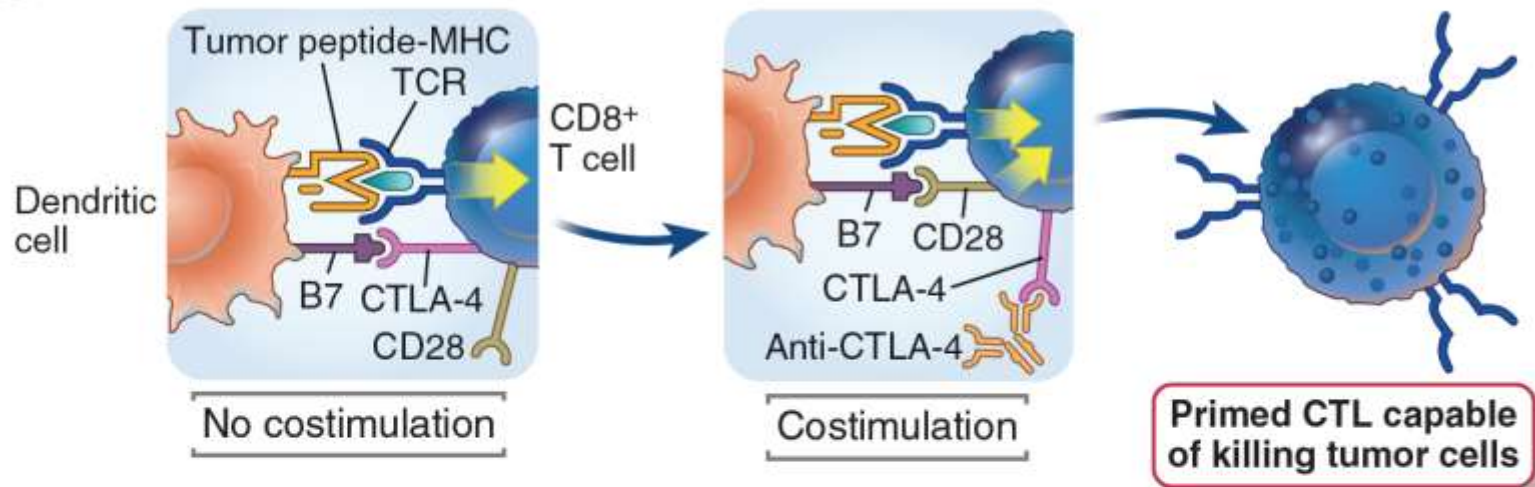 Tumor peptide-MHC
TCR
Dendritic
cell
CD8+
T cell
B7
CTLA-4
CD28
No costimulation
B7
CD28
CTLA-4
Anti-CTLA-4
Costimulation
Primed CTL capable
of killing tumor cells